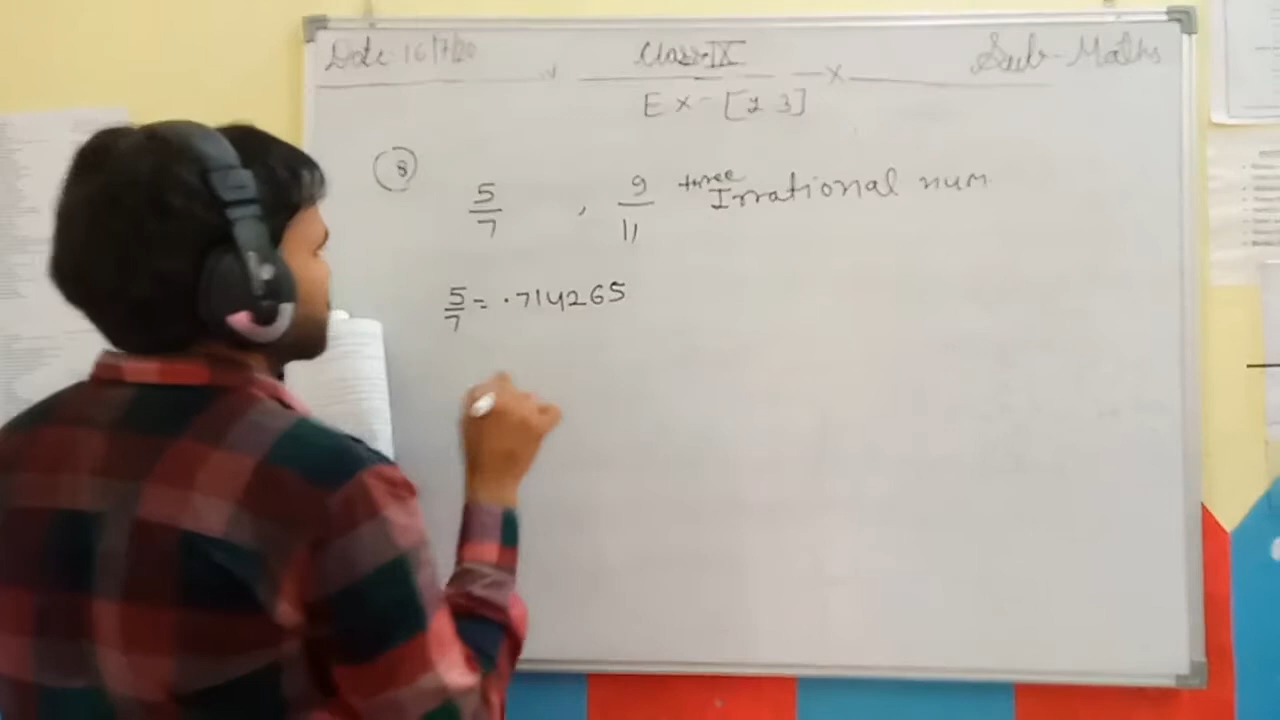 Date 16/7/20 Class-IX Sub-Maths
Ex-[1.3]
8
5/7 , 9/11 three Irrational num
5/7 = .714265